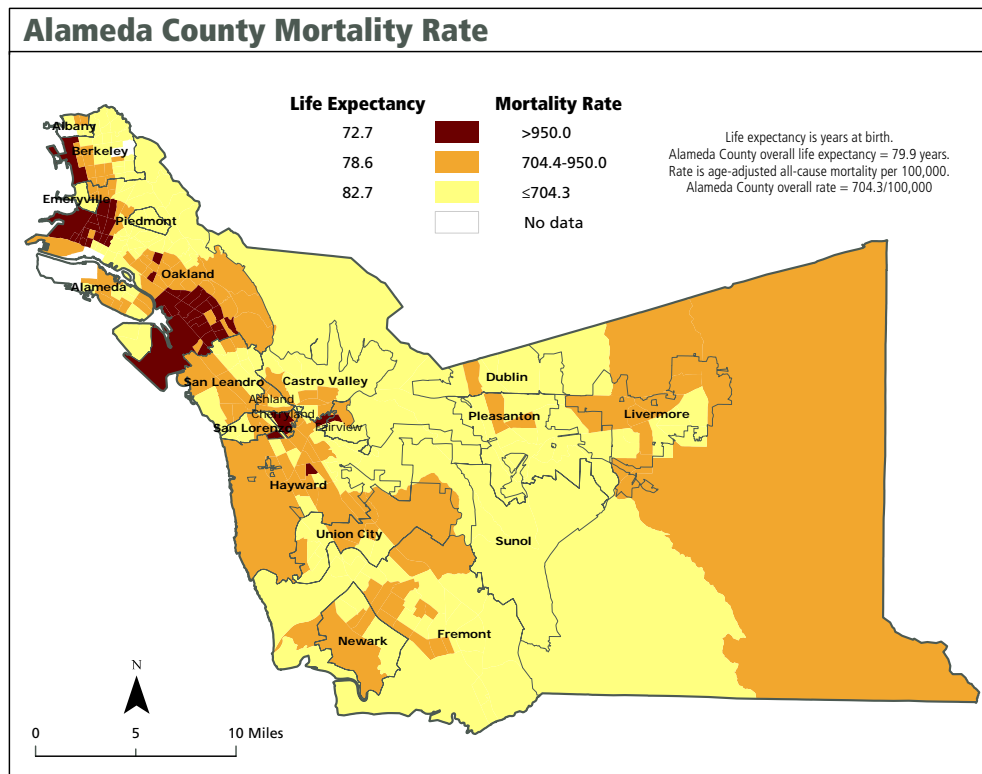 Alameda County Mortality Rate
Life Expectancy Mortality Rate
72.7 >950.0
78.6 704.4-950.0
82.7 ≤704.3
No data
Life expectancy is years at birth.
Alameda County overall life expectancy = 79.9 years.
Rate is age-adjusted all-cause mortality per 100,000.
Alameda County overall rate = 704.3/100,000
Albany
Berkeley
Emeryville
Piedmont
Oakland
Alameda
San Leandro
Castro Valley
Ashland
Cherryland
San Lorenzo
Fairview
Dublin
Pleasanton
Livermore
Hayward
Union City
Sunol
Newark
Fremont
N
0 5 10 Miles